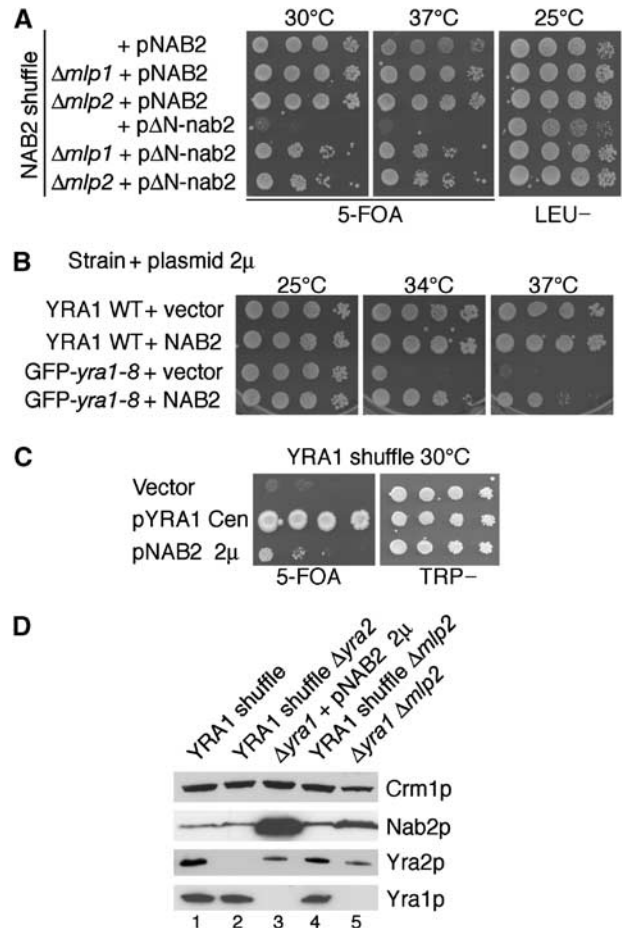 A
30°C 37°C 25°C
NAB2 shuffle
+ pNAB2
Δmlp1 + pNAB2
Δmlp2 + pNAB2
+ pΔN-nab2
Δmlp1 + pΔN-nab2
Δmlp2 + pΔN-nab2
5-FOA LEU–
B Strain + plasmid 2μ
25°C 34°C 37°C
YRA1 WT + vector
YRA1 WT + NAB2
GFP-yra1-8 + vector
GFP-yra1-8 + NAB2
C
YRA1 shuffle 30°C
Vector
pYRA1 Cen
pNAB2 2μ
5-FOA TRP–
D
YRA1 shuffle
YRA1 shuffle Δyra2
Δyra1 + pNAB2 2μ
YRA1 shuffle Δmlp2
Δyra1 Δmlp2
Crm1p
Nab2p
Yra2p
Yra1p
1 2 3 4 5